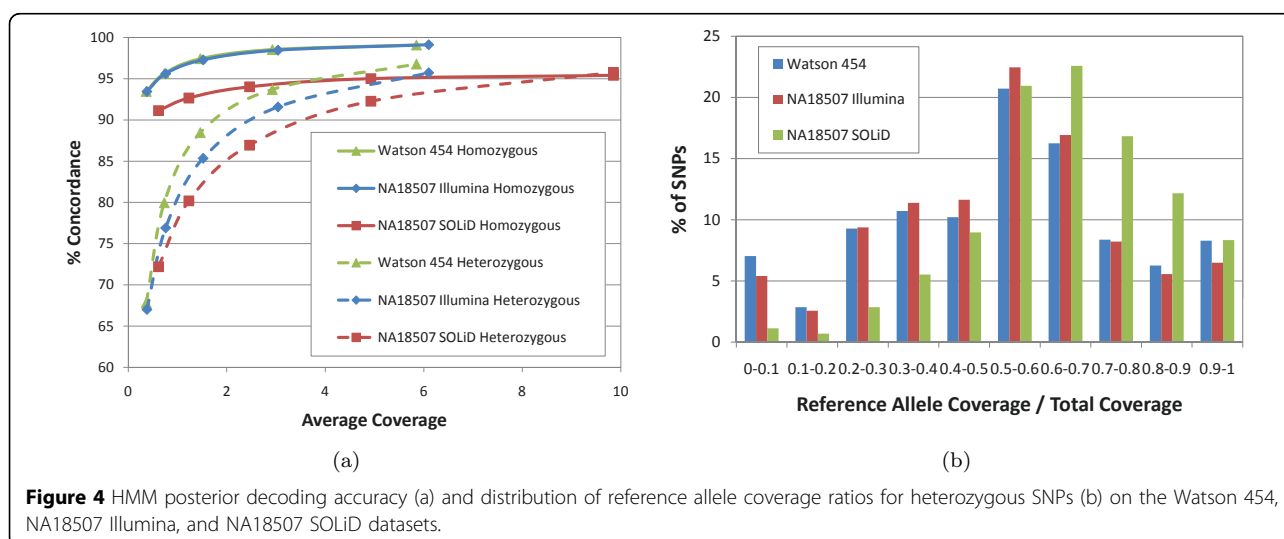 100
95
90
85
80
75
70
65
60
% Concordance
0 2 4 6 8 10
Average Coverage
Watson 454 Homozygous
NA18507 Illumina Homozygous
NA18507 SOLiD Homozygous
Watson 454 Heterozygous
NA18507 Illumina Heterozygous
NA18507 SOLiD Heterozygous
(a)
25
20
15
10
5
0
% of SNPs
Watson 454
NA18507 Illumina
NA18507 SOLiD
0-0.1 0.1-0.2 0.2-0.3 0.3-0.4 0.4-0.5 0.5-0.6 0.6-0.7 0.7-0.8 0.8-0.9 0.9-1
Reference Allele Coverage / Total Coverage
(b)
Figure 4 HMM posterior decoding accuracy (a) and distribution of reference allele coverage ratios for heterozygous SNPs (b) on the Watson 454,
NA18507 Illumina, and NA18507 SOLiD datasets.